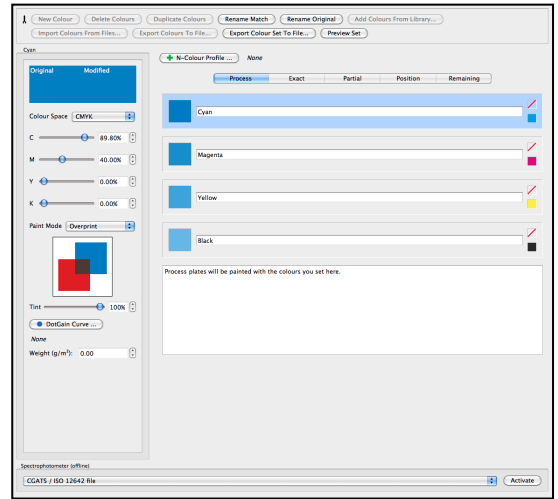 New Colour Delete Colours Duplicate Colours Rename Match Rename Original Add Colours From Library...
Import Colours From Files... Export Colours To File... Export Colour Set To File... Preview Set
Cyan
N-Colour Profile ... None
Original Modified
Process Exact Partial Position Remaining
Colour Space CMYK
Cyan
C 89.80%
M 40.00%
Magenta
Y 0.00%
K 0.00%
Yellow
Paint Mode Overprint
Black
Process plates will be painted with the colours you set here.
Tint 100%
DotGain Curve ...
None
Weight (g/m²): 0.00
Spectrophotometer (offline)
CGATS / ISO 12642 file Activate